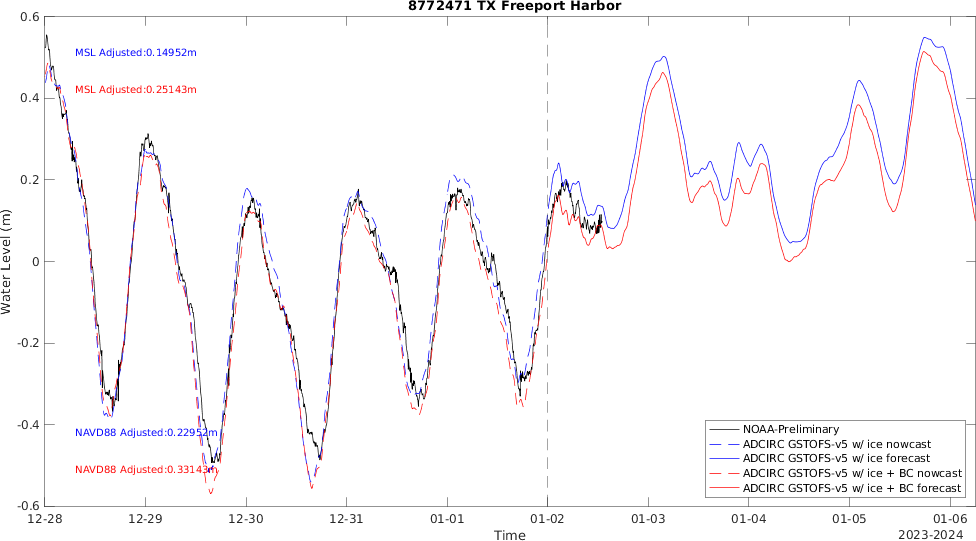 8772471 TX Freeport Harbor
MSL Adjusted:0.14952m
MSL Adjusted:0.25143m
NAVD88 Adjusted:0.22952m
NAVD88 Adjusted:0.33143m
Water Level (m)
0.6
0.4
0.2
0
-0.2
-0.4
-0.6
NOAA-Preliminary
ADCIRC GSTOFS-v5 w/ ice nowcast
ADCIRC GSTOFS-v5 w/ ice forecast
ADCIRC GSTOFS-v5 w/ ice + BC nowcast
ADCIRC GSTOFS-v5 w/ ice + BC forecast
12-28 12-29 12-30 12-31 01-01 01-02 01-03 01-04 01-05 01-06
Time
2023-2024